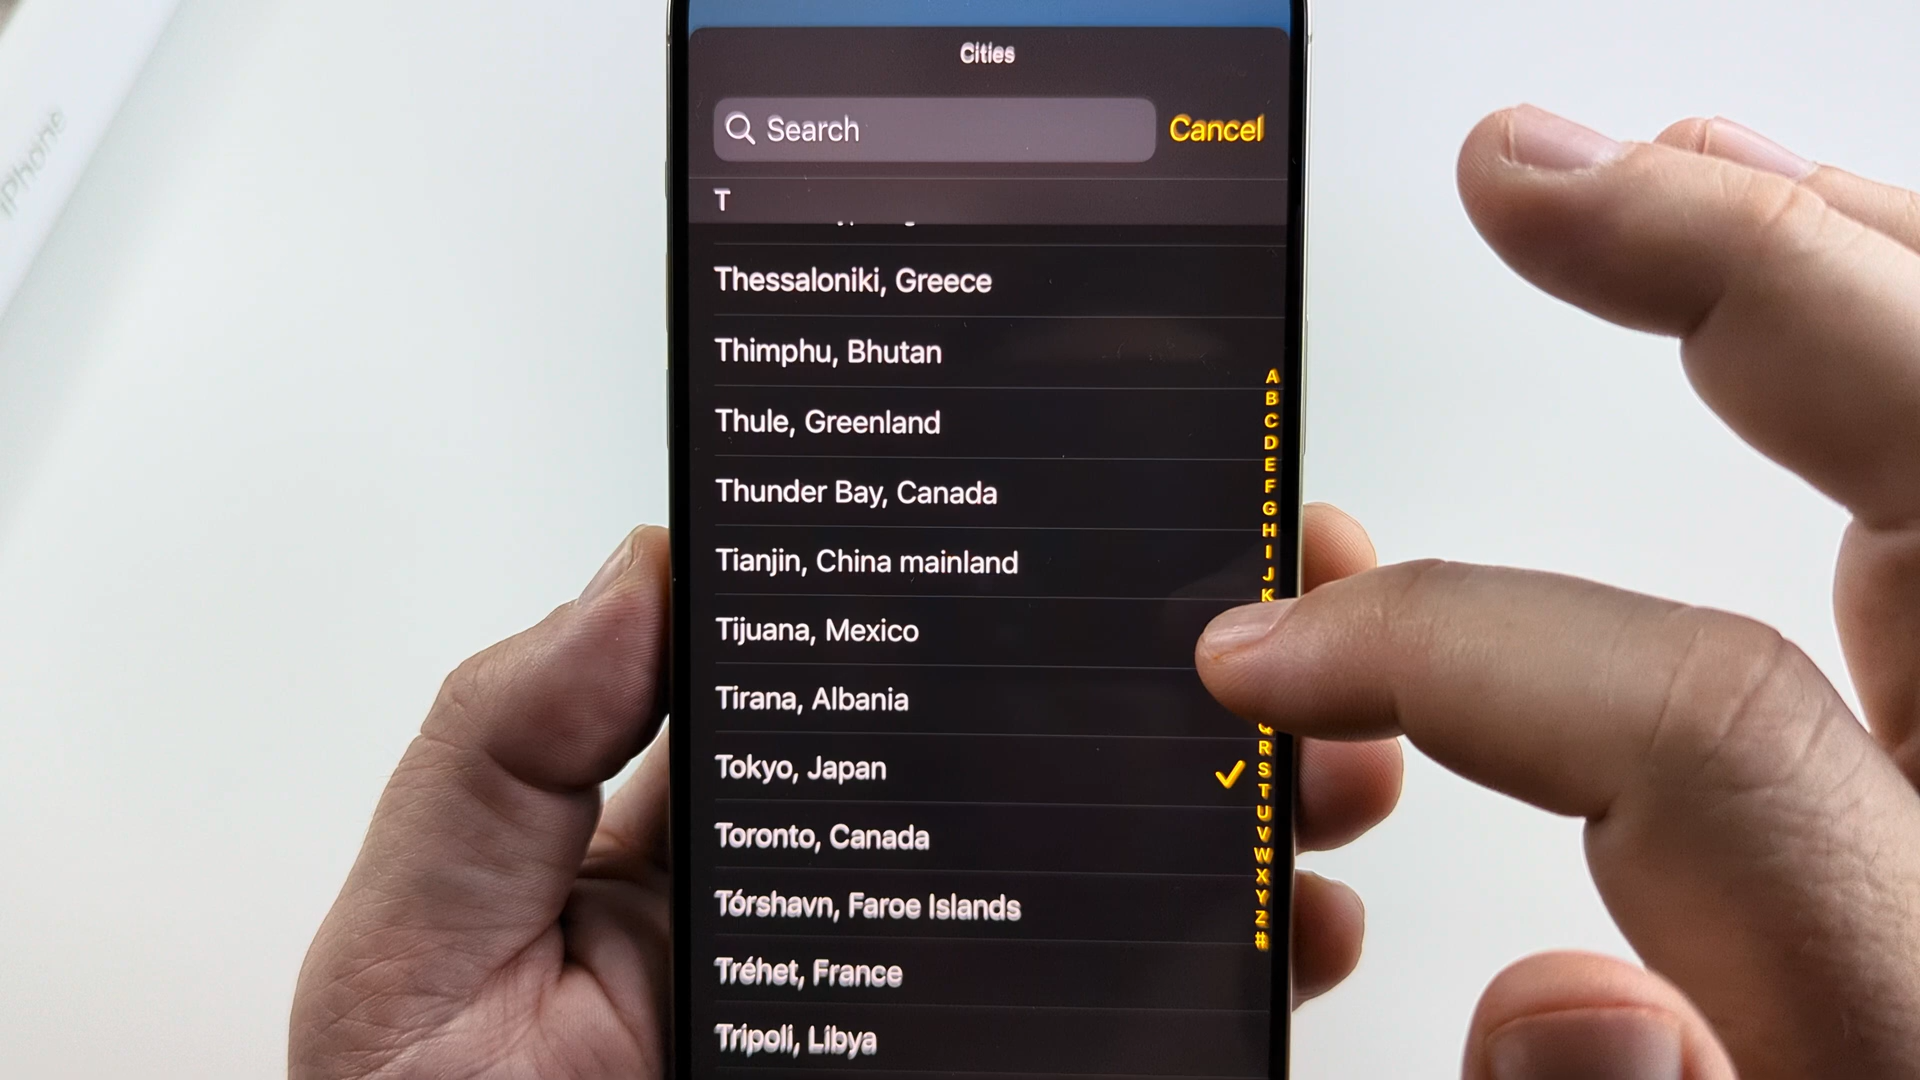 iPhone
Cities
Search
Cancel
T
Thessaloniki, Greece
Thimphu, Bhutan
Thule, Greenland
Thunder Bay, Canada
Tianjin, China mainland
Tijuana, Mexico
Tirana, Albania
Tokyo, Japan
Toronto, Canada
Tórshavn, Faroe Islands
Tréhet, France
Tripoli, Libya
A
B
C
D
E
F
G
H
I
J
K
R
S
T
U
V
W
X
Y
Z
#